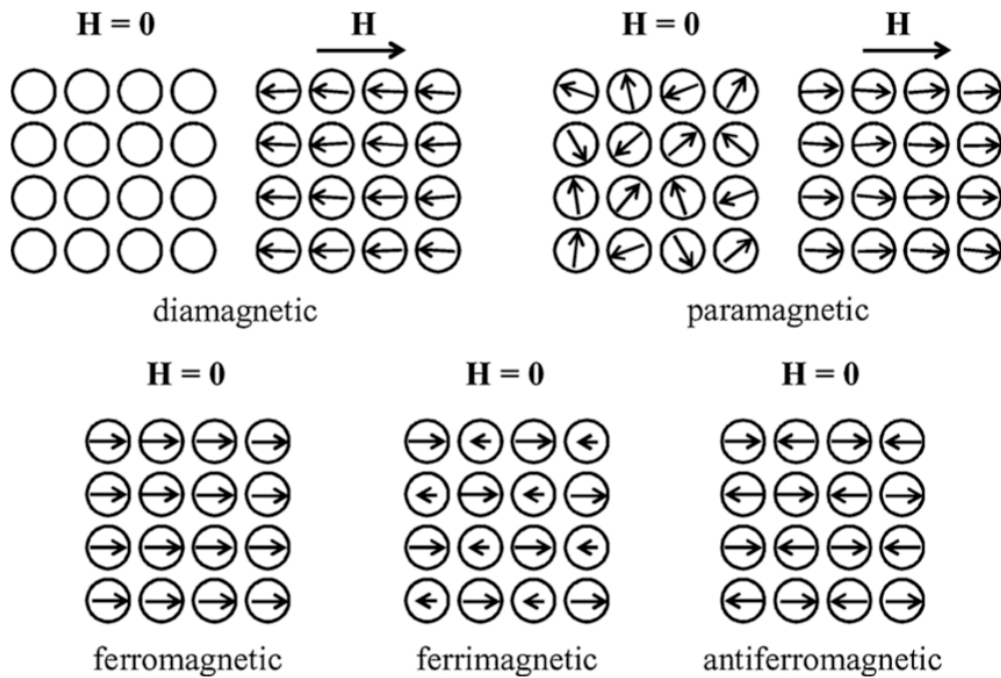 H = 0 H H = 0 H
diamagnetic paramagnetic
H = 0 H = 0 H = 0
ferromagnetic ferrimagnetic antiferromagnetic